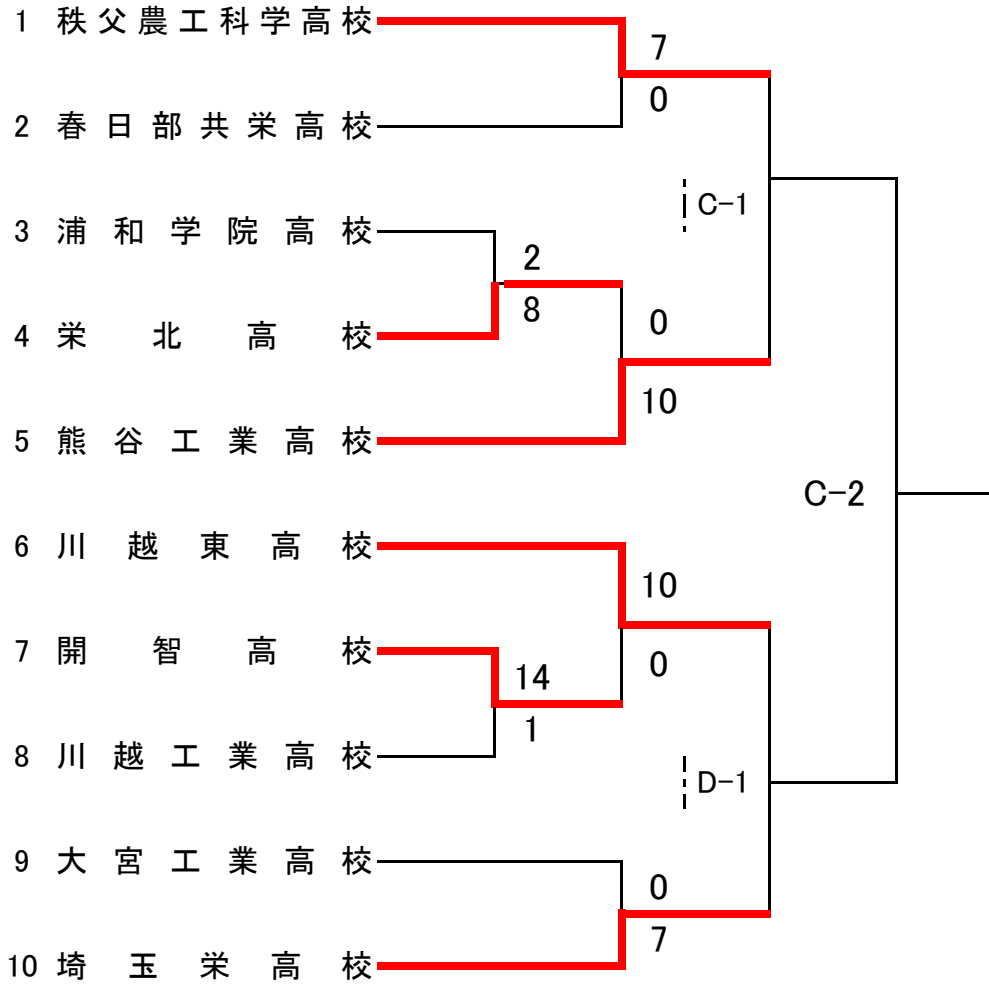 1 秩父農工科学高校
7
0
2 春日部共栄高校
C-1
3 浦和学院高校
2
8
4 栄北高校
0
10
5 熊谷工業高校
C-2
6 川越東高校
10
0
7 開智高校
14
1
8 川越工業高校
D-1
9 大宮工業高校
0
7
10 埼玉栄高校